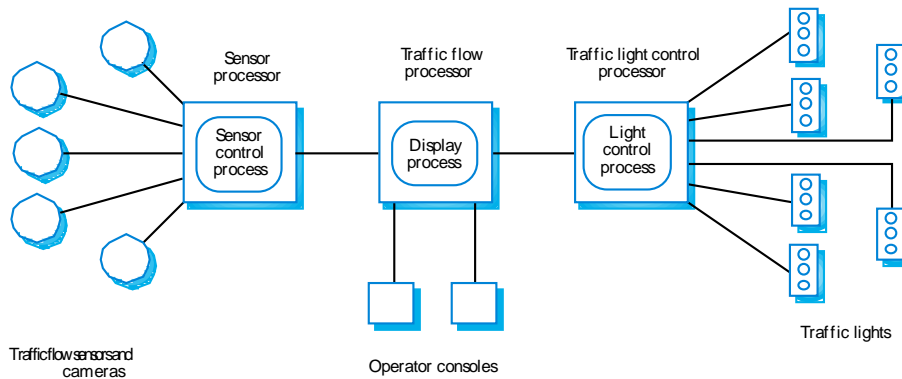 Sensor
processor
Traffic flow
processor
Traffic light control
processor
Sensor
control
process
Display
process
Light
control
process
Trafficflowsensorsand
cameras
Operator consoles
Traffic lights